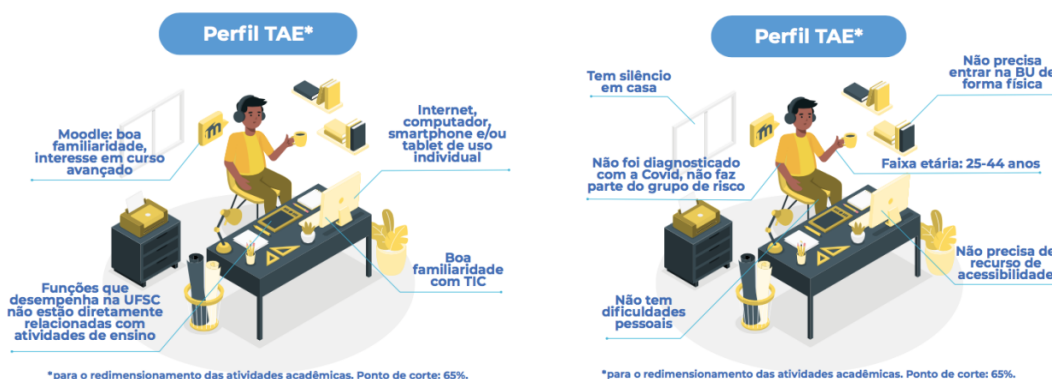 Perfil TAE*
Moodle: boa
familiaridade,
interesse em curso
avançado
Internet,
computador,
smartphone e/ou
tablet de uso
individual
Funções que
desempenha na UFSC
não estão diretamente
relacionadas com
atividades de ensino
Boa
familiaridade
com TIC
*para o redimensionamento das atividades acadêmicas. Ponto de corte: 65%.
Perfil TAE*
Tem silêncio
em casa
Não precisa
entrar na BU de
forma física
Não foi diagnosticado
com a Covid, não faz
parte do grupo de risco
Faixa etária: 25-44 anos
Não tem
dificuldades
pessoais
Não precisa de
recurso de
acessibilidade
*para o redimensionamento das atividades acadêmicas. Ponto de corte: 65%.